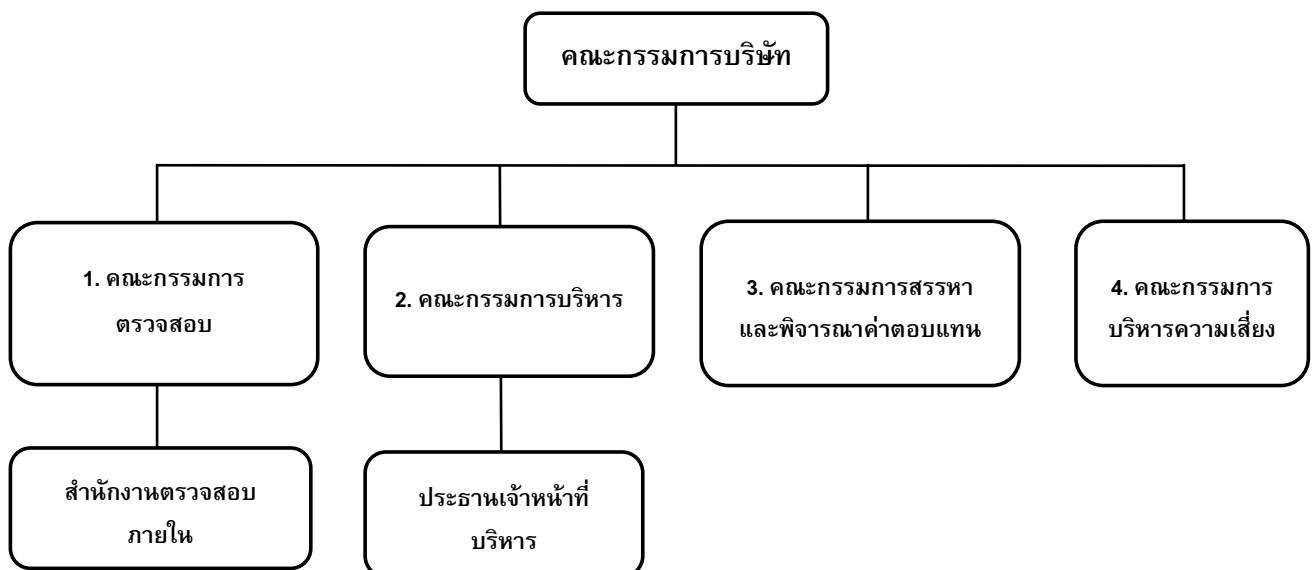 คณะกรรมการบริษัท
1. คณะกรรมการ
ตรวจสอบ
2. คณะกรรมการบริหาร
3. คณะกรรมการสรรหา
และพิจารณาค่าตอบแทน
4. คณะกรรมการ
บริหารความเสี่ยง
สำนักงานตรวจสอบ
ภายใน
ประธานเจ้าหน้าที่
บริหาร